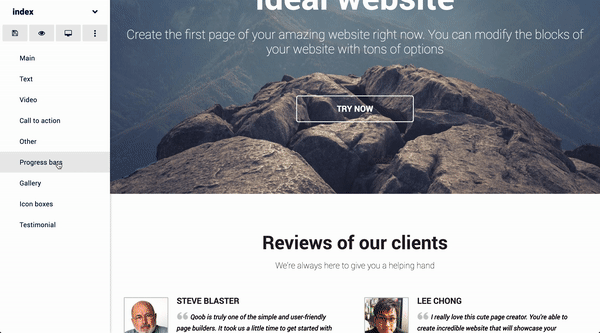 index
Main
Text
Video
Call to action
Other
Progress bars
Gallery
Icon boxes
Testimonial
Ideal website
Create the first page of your amazing website right now. You can modify the blocks of
your website with tons of options
TRY NOW
Reviews of our clients
We're always here to give you a helping hand
STEVE BLASTER
Qoob is truly one of the simple and user-friendly
page builders. It took us a little time to get started with
LEE CHONG
I really love this cute page creator. You're able to
create incredible website that will showcase your